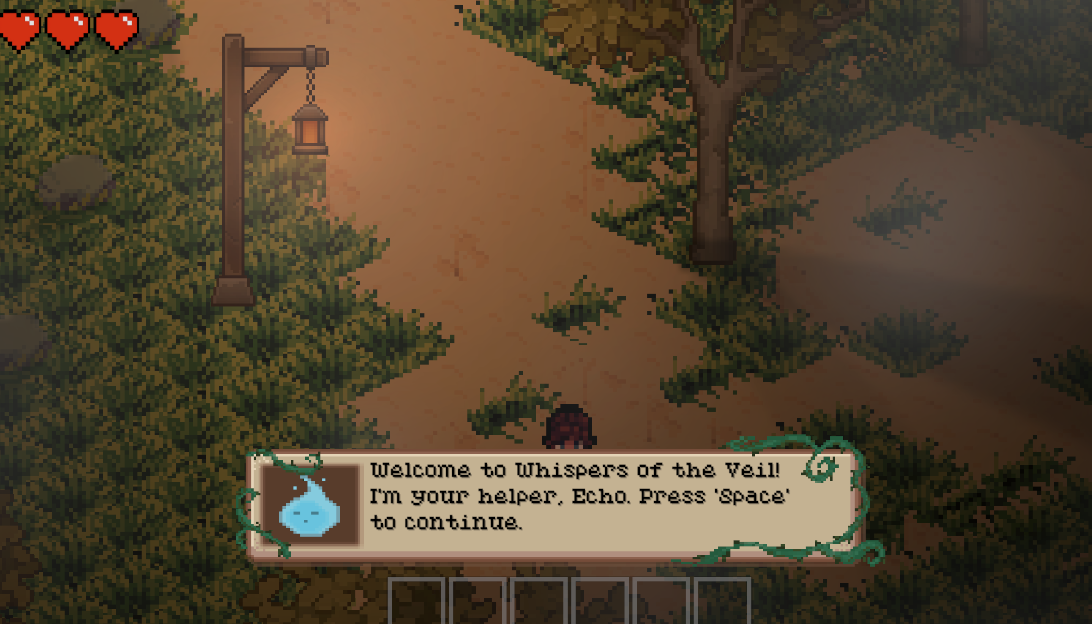 Welcome to Whispers of the Veil!
I'm your helper, Echo. Press 'Space'
to continue.